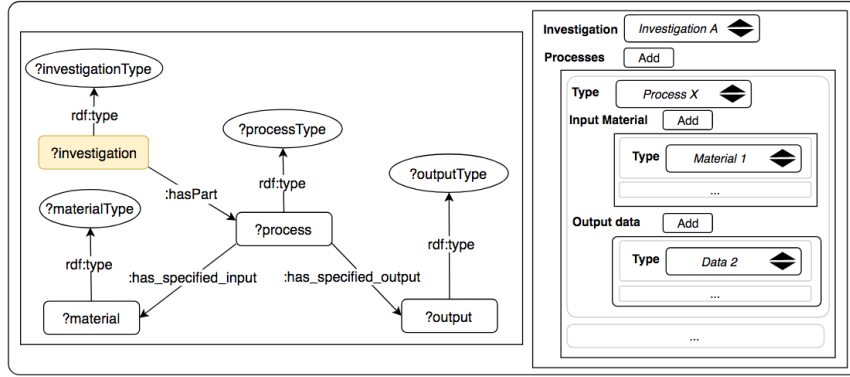 ?investigationType
rdf:type
?investigation
?processType
:hasPart
rdf:type
?outputType
?materialType
?process
rdf:type
rdf:type
:has_specified_input
:has_specified_output
?material
?output
Investigation Investigation A
Processes Add
Type Process X
Input Material Add
Type Material 1
...
Output data Add
Type Data 2
...
...